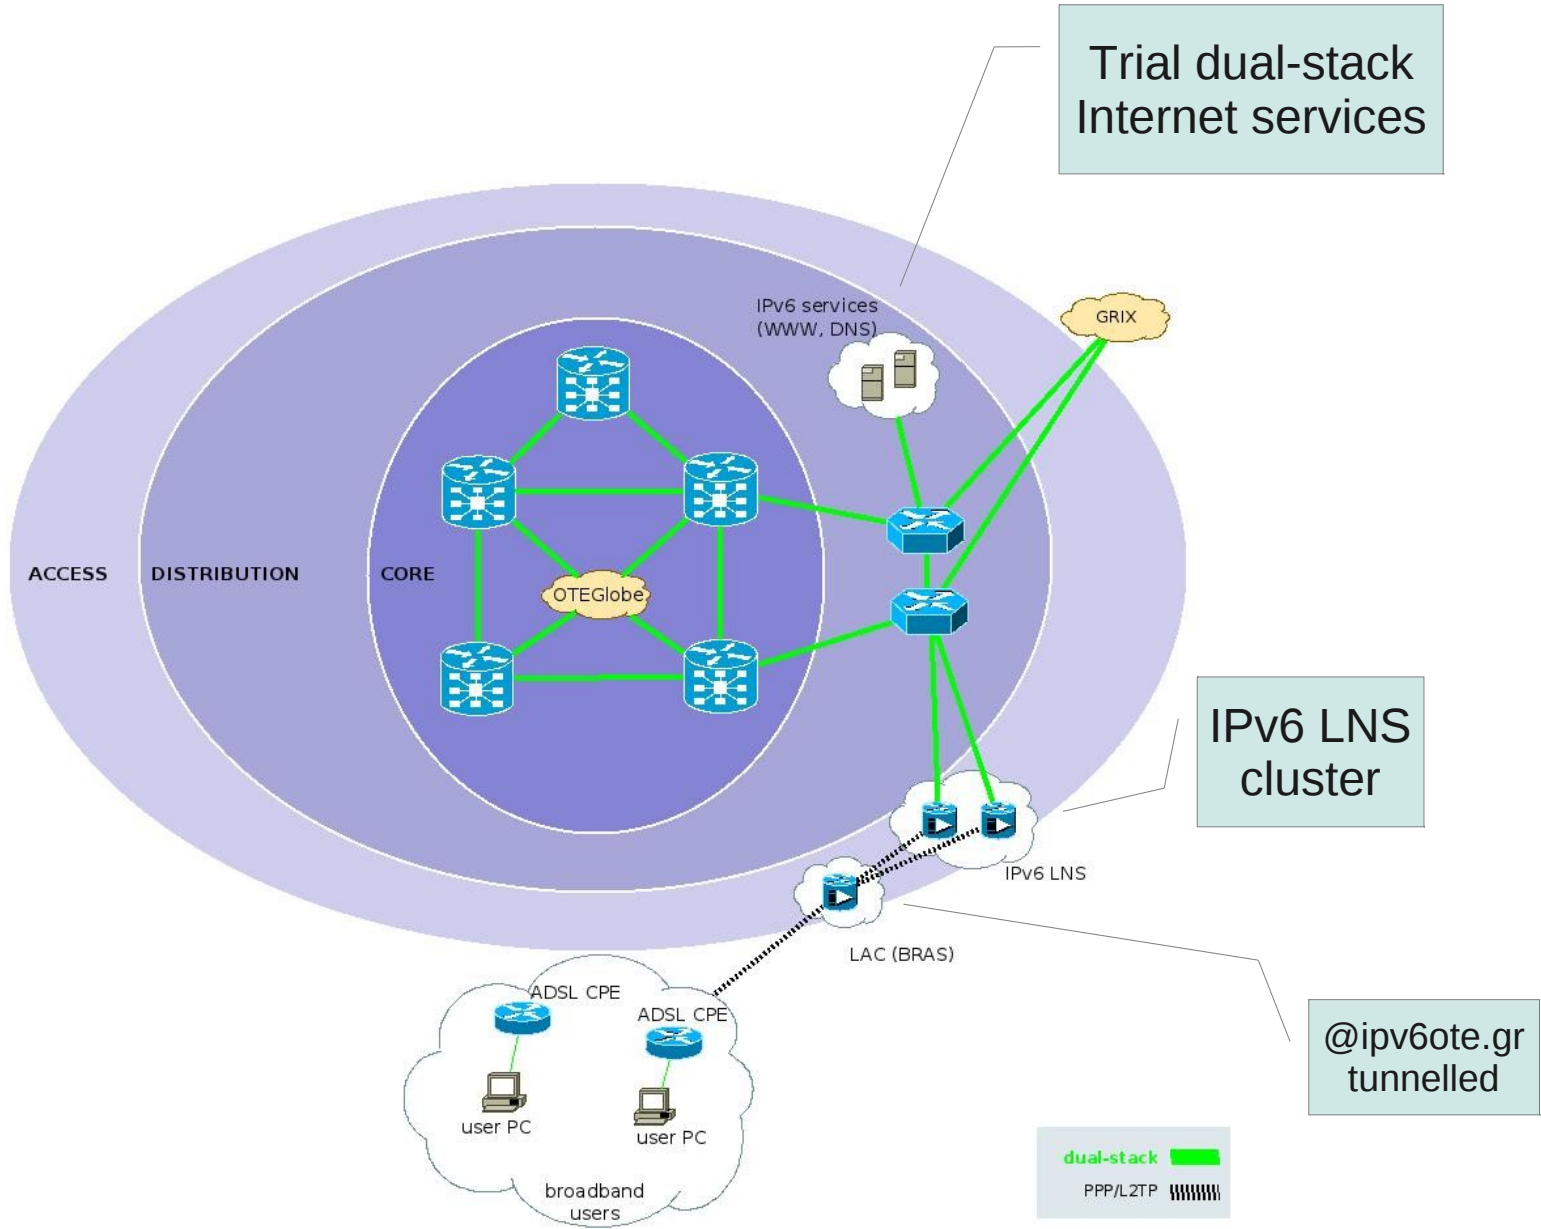 Trial dual-stack
Internet services
IPv6 services
(WWW, DNS)
GRIX
ACCESS
DISTRIBUTION
CORE
OTEGlobe
IPv6 LNS
cluster
IPv6 LNS
LAC (BRAS)
@ipv6ote.gr
tunnelled
ADSL CPE
ADSL CPE
user PC
user PC
broadband
users
dual-stack
PPP/L2TP